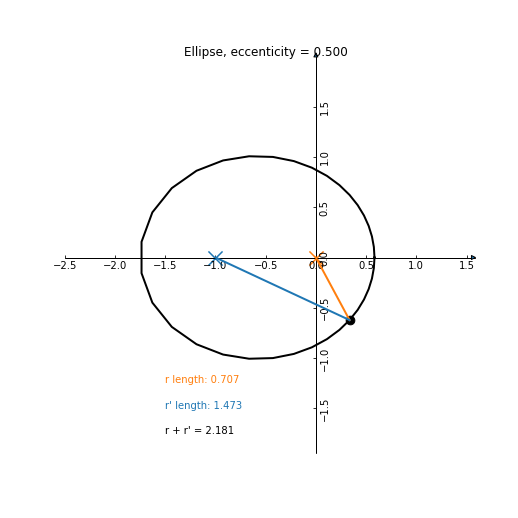 Ellipse, eccentricity = 0.500
1.5
1.0
0.5
0.0
−2.5 −2.0 −1.5 −1.0 −0.5 0.0 0.5 1.0 1.5
−0.5
−1.0
−1.5
r length: 0.707
r' length: 1.473
r + r' = 2.181